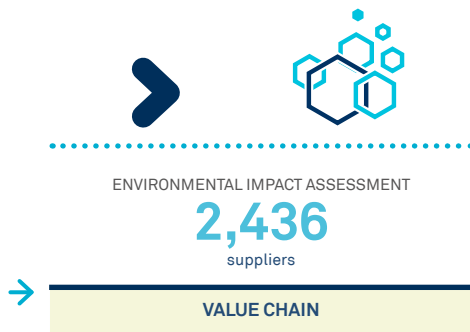 ENVIRONMENTAL IMPACT ASSESSMENT
2,436
suppliers
VALUE CHAIN